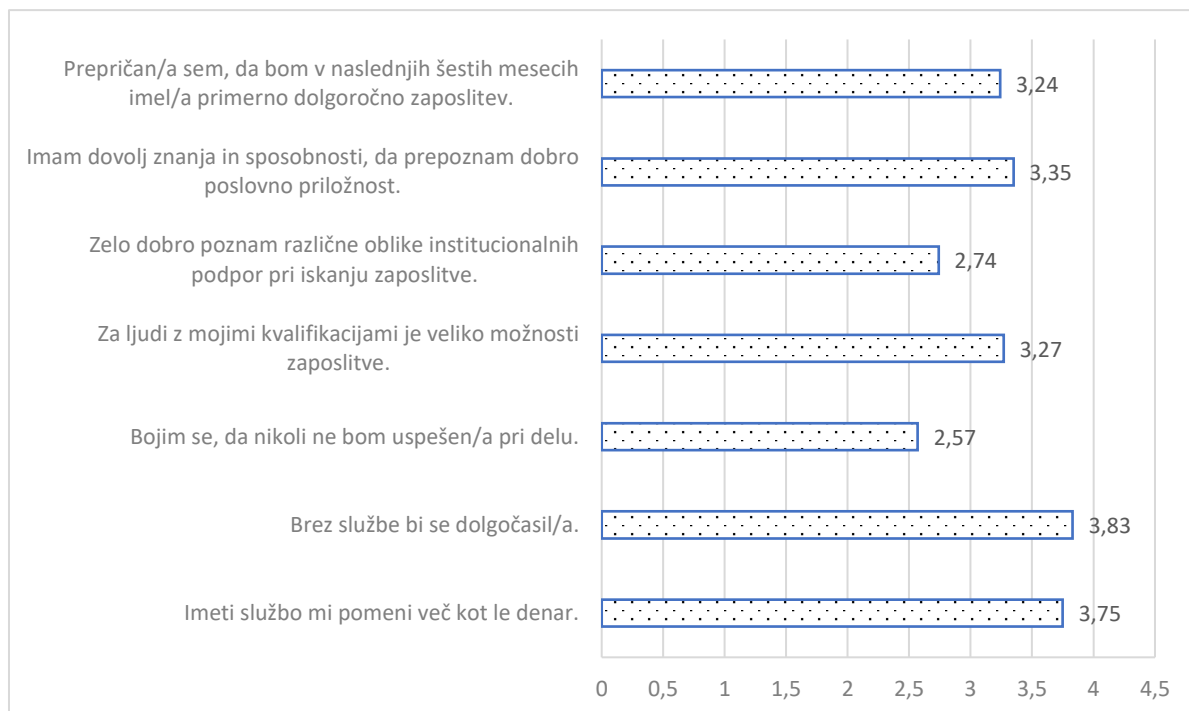 Prepričan/a sem, da bom v naslednjih šestih mesecih
imel/a primerno dolgoročno zaposlitev.
3,24
Imam dovolj znanja in sposobnosti, da prepoznam dobro
poslovno priložnost.
3,35
Zelo dobro poznam različne oblike institucionalnih
podpor pri iskanju zaposlitve.
2,74
Za ljudi z mojimi kvalifikacijami je veliko možnosti
zaposlitve.
3,27
Bojim se, da nikoli ne bom uspešen/a pri delu.
2,57
Brez službe bi se dolgočasil/a.
3,83
Imeti službo mi pomeni več kot le denar.
3,75
0 0,5 1 1,5 2 2,5 3 3,5 4 4,5